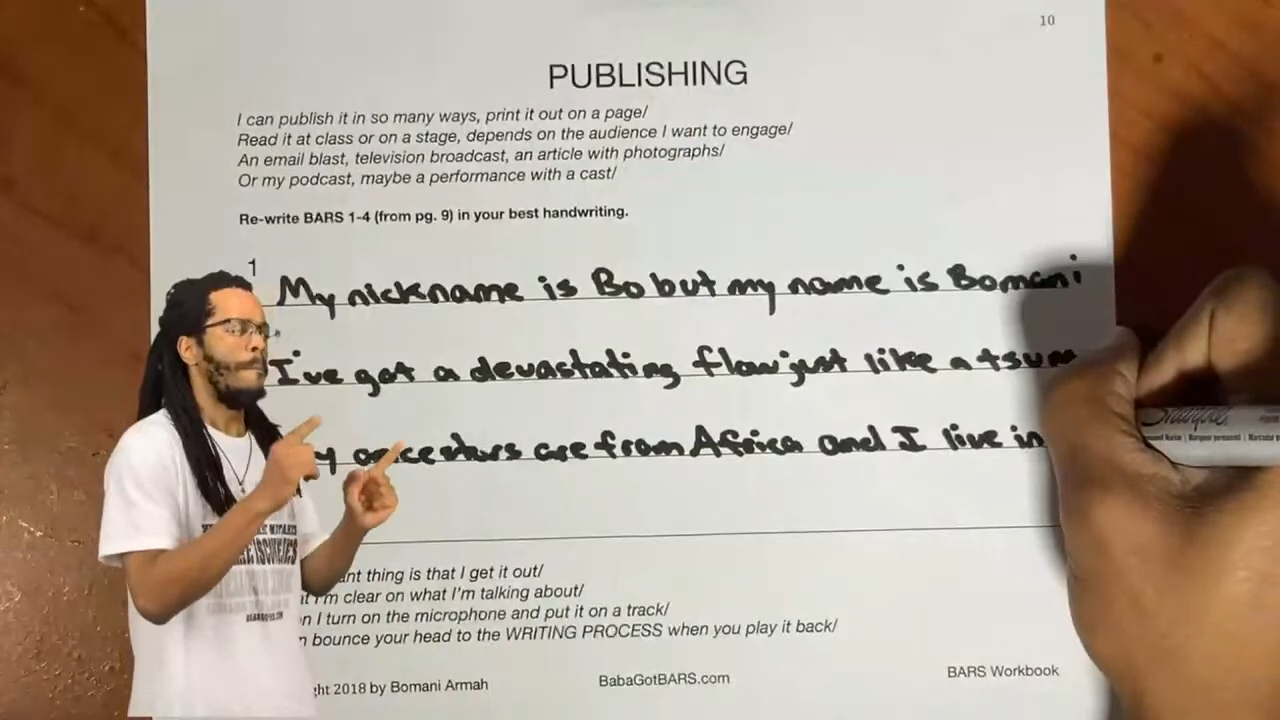 10
PUBLISHING
I can publish it in so many ways, print it out on a page/
Read it at class or on a stage, depends on the audience I want to engage/
An email blast, television broadcast, an article with photographs/
Or my podcast, maybe a performance with a cast/
Re-write BARS 1-4 (from pg. 9) in your best handwriting.
1
My nickname is Bo but my name is Bomani
I've got a devastating flow just like a tsun
y ancestors are from Africa and I live in
ant thing is that I get it out/
I'm clear on what I'm talking about/
n I turn on the microphone and put it on a track/
n bounce your head to the WRITING PROCESS when you play it back/
ght 2018 by Bomani Armah
BabaGotBARS.com
BARS Workbook
Sharpie